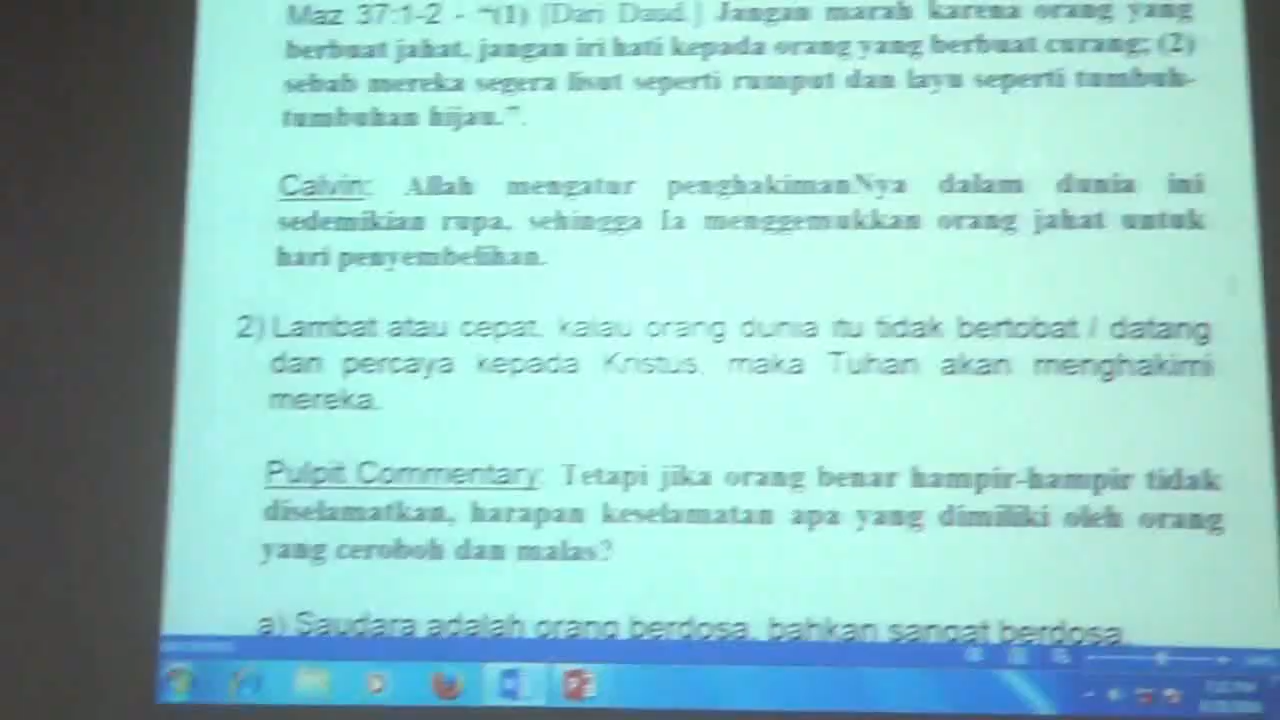 Maz 37:1-2 - "(1) [Dari Daud.] Jangan marah karena orang yang
berbuat jahat, jangan iri hati kepada orang yang berbuat curang; (2)
sebab mereka segera lisut seperti rumput dan layu seperti tumbuh-
tumbuhan hijau.".
Calvin: Allah mengatur penghakimanNya dalam dunia ini
sedemikian rupa, sehingga Ia menggemukkan orang jahat untuk
hari penyembelihan.
2) Lambat atau cepat, kalau orang dunia itu tidak bertobat / datang
dan percaya kepada Kristus, maka Tuhan akan menghakimi
mereka.
Pulpit Commentary: Tetapi jika orang benar hampir-hampir tidak
diselamatkan, harapan keselamatan apa yang dimiliki oleh orang
yang ceroboh dan malas?
a) Saudara adalah orang berdosa, bahkan sangat berdosa.